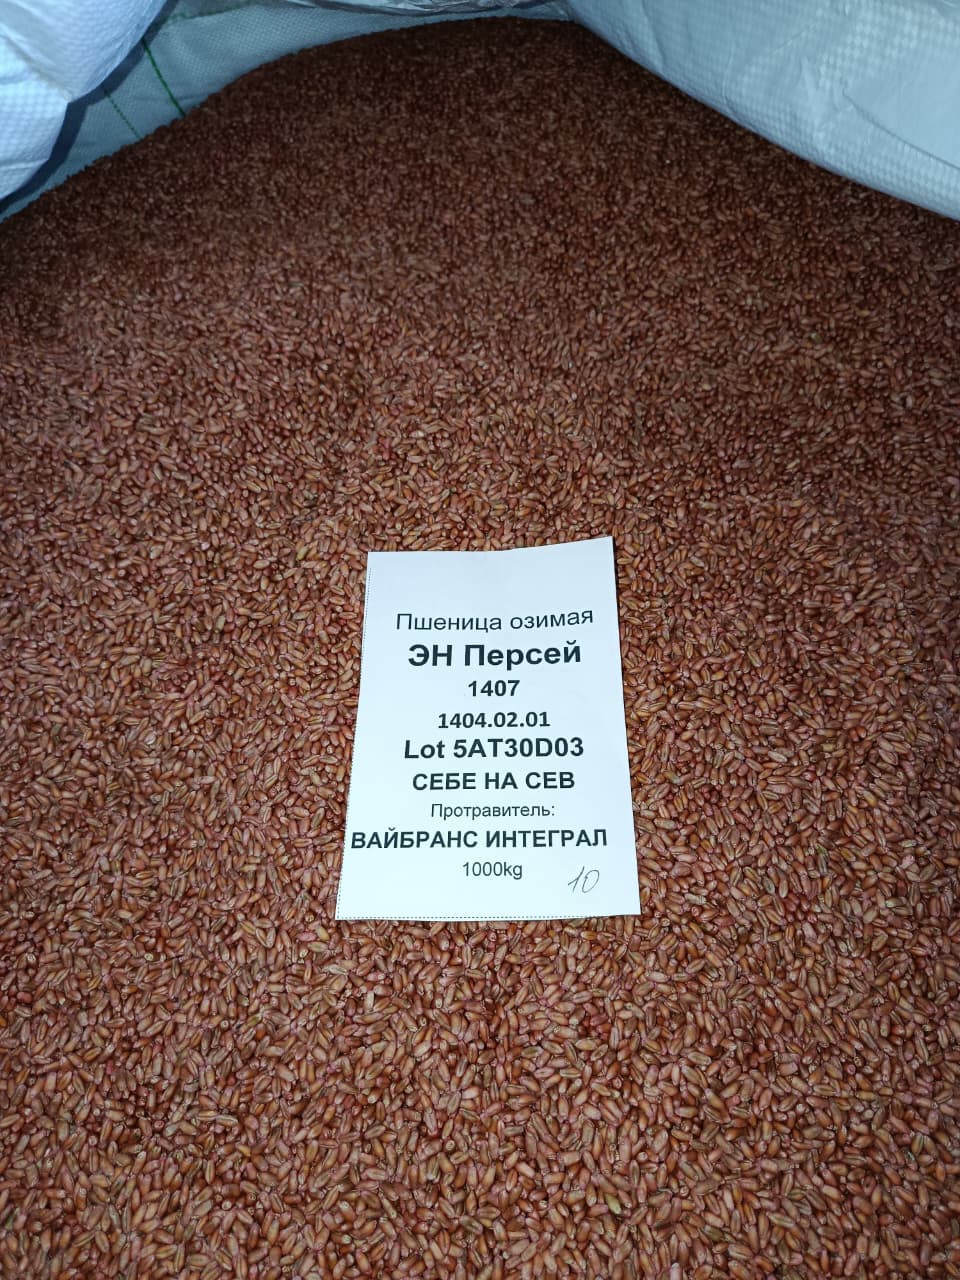 Пшеница озимая
ЭН Персей
1407
1404.02.01
Lot 5AT30D03
СЕБЕ НА СЕВ
Протравитель:
ВАЙБРАНС ИНТЕГРАЛ
1000kg
10